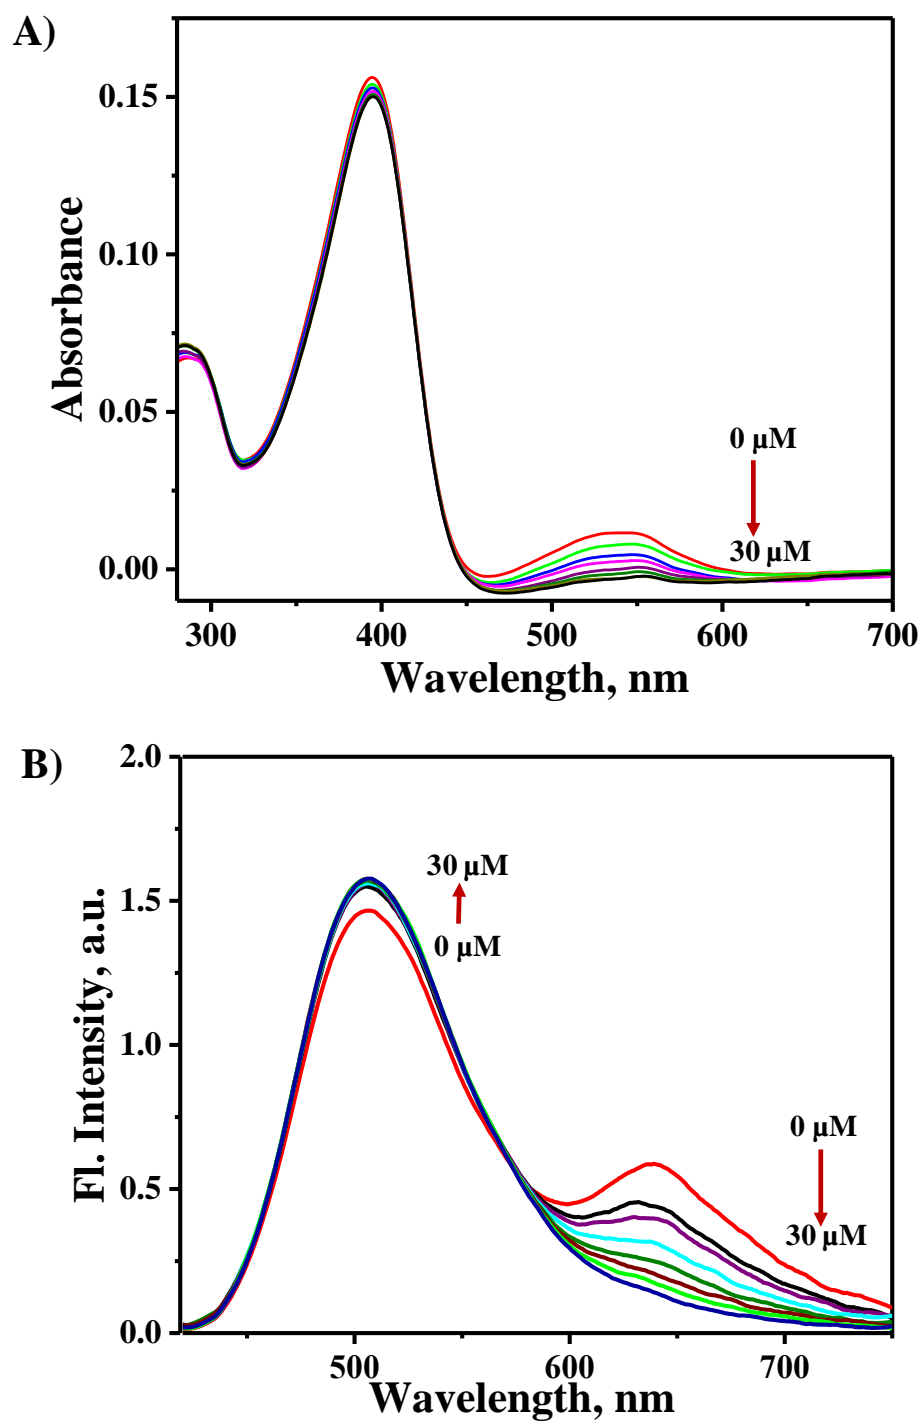 A)
0.15
0.10
0.05
0.00
Absorbance
0 µM
30 µM
300 400 500 600 700
Wavelength, nm
B)
2.0
1.5
1.0
0.5
0.0
Fl. Intensity, a.u.
30 µM
0 µM
0 µM
30 µM
500 600 700
Wavelength, nm